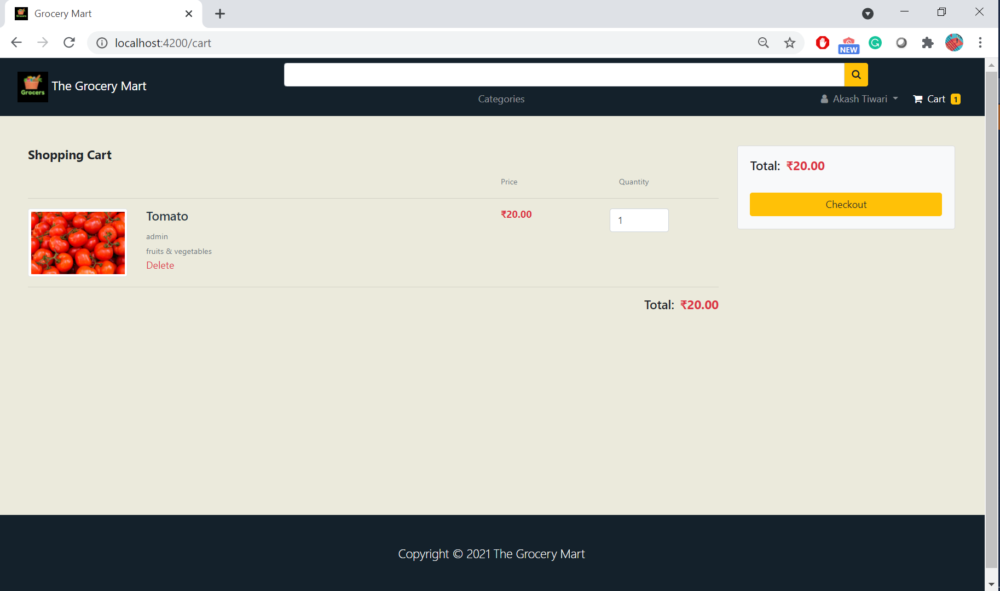 Grocery Mart
localhost:4200/cart
NEW
Grocers
The Grocery Mart
Categories
Akash Tiwari
Cart 1
Shopping Cart
Price Quantity
Tomato
₹20.00
1
admin
fruits & vegetables
Delete
Total: ₹20.00
Total: ₹20.00
Checkout
Copyright © 2021 The Grocery Mart